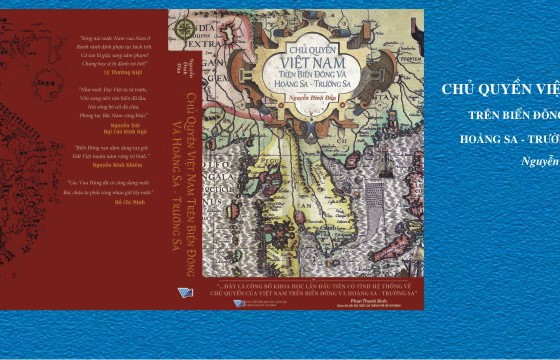 "Sông núi nước Nam vua Nam ở
Rành rành định phận tại Sách trời.
Cớ sao lũ giặc sang xâm phạm?
Chúng bay sẽ bị đánh tơi bời!"
Lý Thường Kiệt
"Như nước Đại Việt ta từ trước,
Vốn xưng nền văn hiến đã lâu.
Núi sông bờ cõi đã chia,
Phong tục Bắc Nam cũng khác"
Nguyễn Trãi
Đại Cáo Bình Ngô
"Biển Đông vạn dặm dang tay giữ
Đất Việt muôn năm vững trị bình."
Nguyễn Bỉnh Khiêm
"Các Vua Hùng đã có công dựng nước
Bác cháu ta phải cùng nhau giữ lấy nước"
Hồ Chí Minh
Nguyễn
Đình
Đầu
CHỦ QUYỀN VIỆT NAM TRÊN BIỂN ĐÔNG
VÀ HOÀNG SA - TRƯỜNG SA
CHỦ QUYỀN
VIỆT NAM
TRÊN BIỂN ĐÔNG VÀ
HOÀNG SA - TRƯỜNG SA
Nguyễn Đình Đầu
"...ĐÂY LÀ CÔNG BỐ KHOA HỌC LẦN ĐẦU TIÊN CÓ TÍNH HỆ THỐNG VỀ
CHỦ QUYỀN CỦA VIỆT NAM TRÊN BIỂN ĐÔNG VÀ HOÀNG SA - TRƯỜNG SA"
Phan Thanh Bình
CHỦ QUYỀN VIỆ
TRÊN BIỂN ĐÔNG
HOÀNG SA - TRƯỜ
Nguyễn